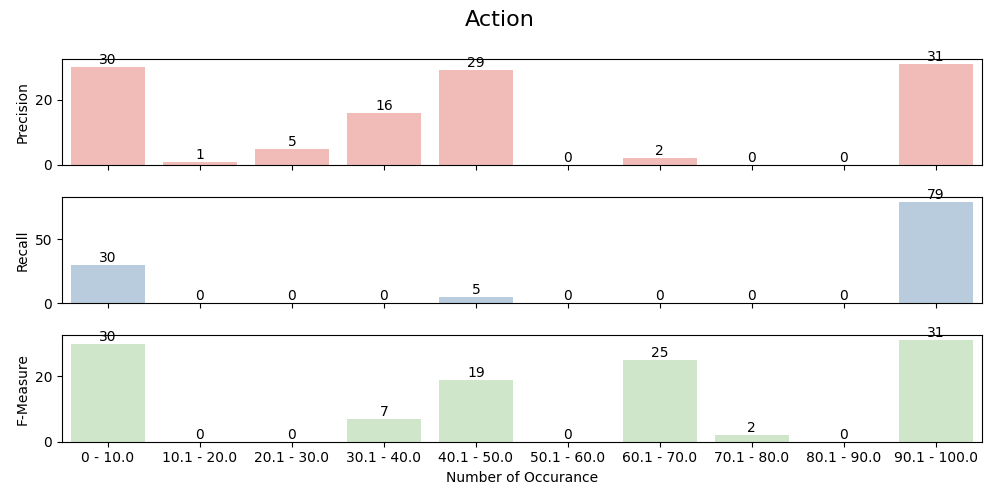 Action
Precision
20
0
30 1 5 16 29 0 2 0 0 31
Recall
50
0
30 0 0 0 5 0 0 0 0 79
F-Measure
20
0
30 0 0 7 19 0 25 2 0 31
0 - 10.0 10.1 - 20.0 20.1 - 30.0 30.1 - 40.0 40.1 - 50.0 50.1 - 60.0 60.1 - 70.0 70.1 - 80.0 80.1 - 90.0 90.1 - 100.0
Number of Occurance